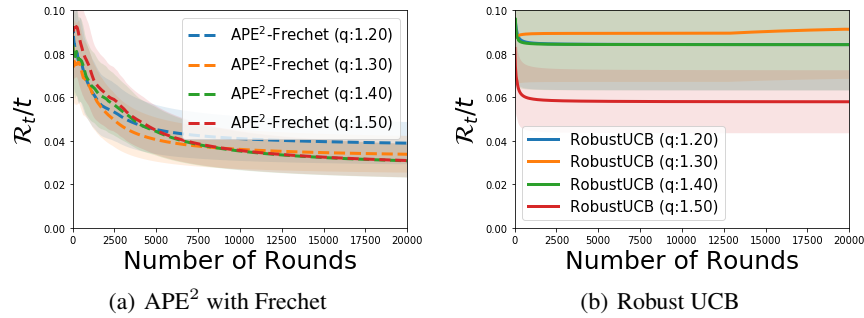 0.10
0.08
0.06
0.04
0.02
0.00
R_t/t
APE²-Frechet (q:1.20)
APE²-Frechet (q:1.30)
APE²-Frechet (q:1.40)
APE²-Frechet (q:1.50)
0 2500 5000 7500 10000 12500 15000 17500 20000
Number of Rounds
(a) APE² with Frechet
0.10
0.08
0.06
0.04
0.02
0.00
R_t/t
RobustUCB (q:1.20)
RobustUCB (q:1.30)
RobustUCB (q:1.40)
RobustUCB (q:1.50)
0 2500 5000 7500 10000 12500 15000 17500 20000
Number of Rounds
(b) Robust UCB